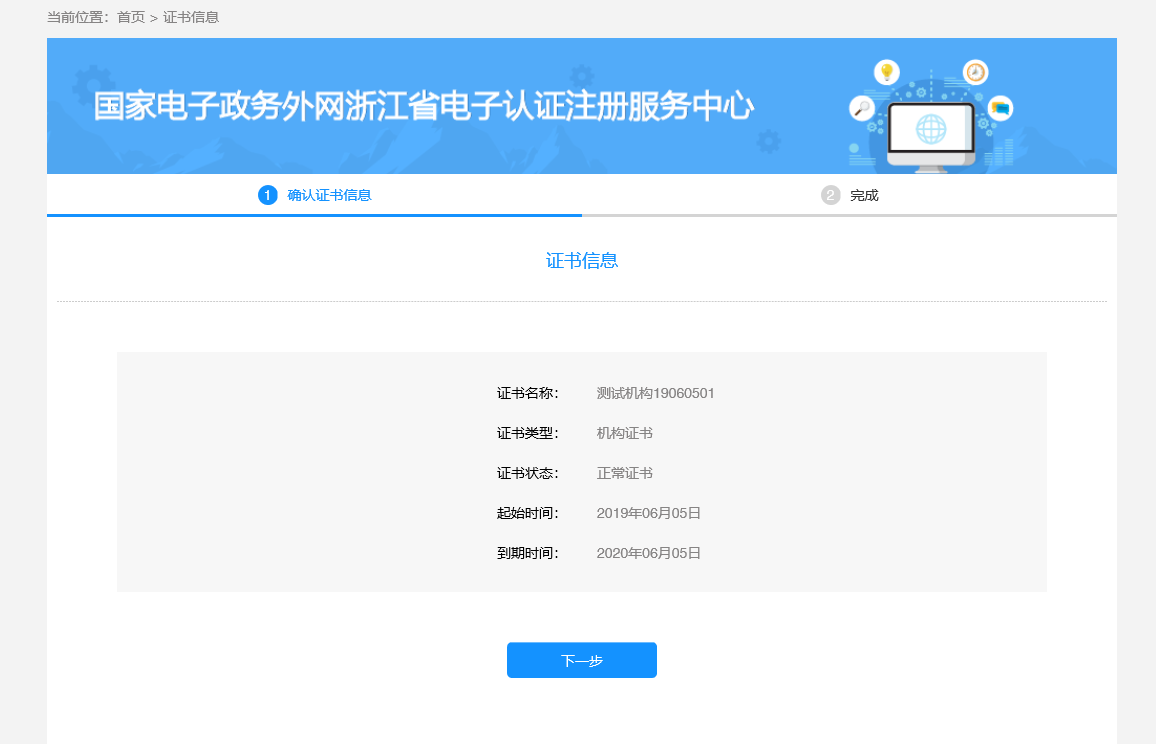 当前位置：首页 > 证书信息
国家电子政务外网浙江省电子认证注册服务中心
1 确认证书信息
2 完成
证书信息
证书名称： 测试机构19060501
证书类型： 机构证书
证书状态： 正常证书
起始时间： 2019年06月05日
到期时间： 2020年06月05日
下一步